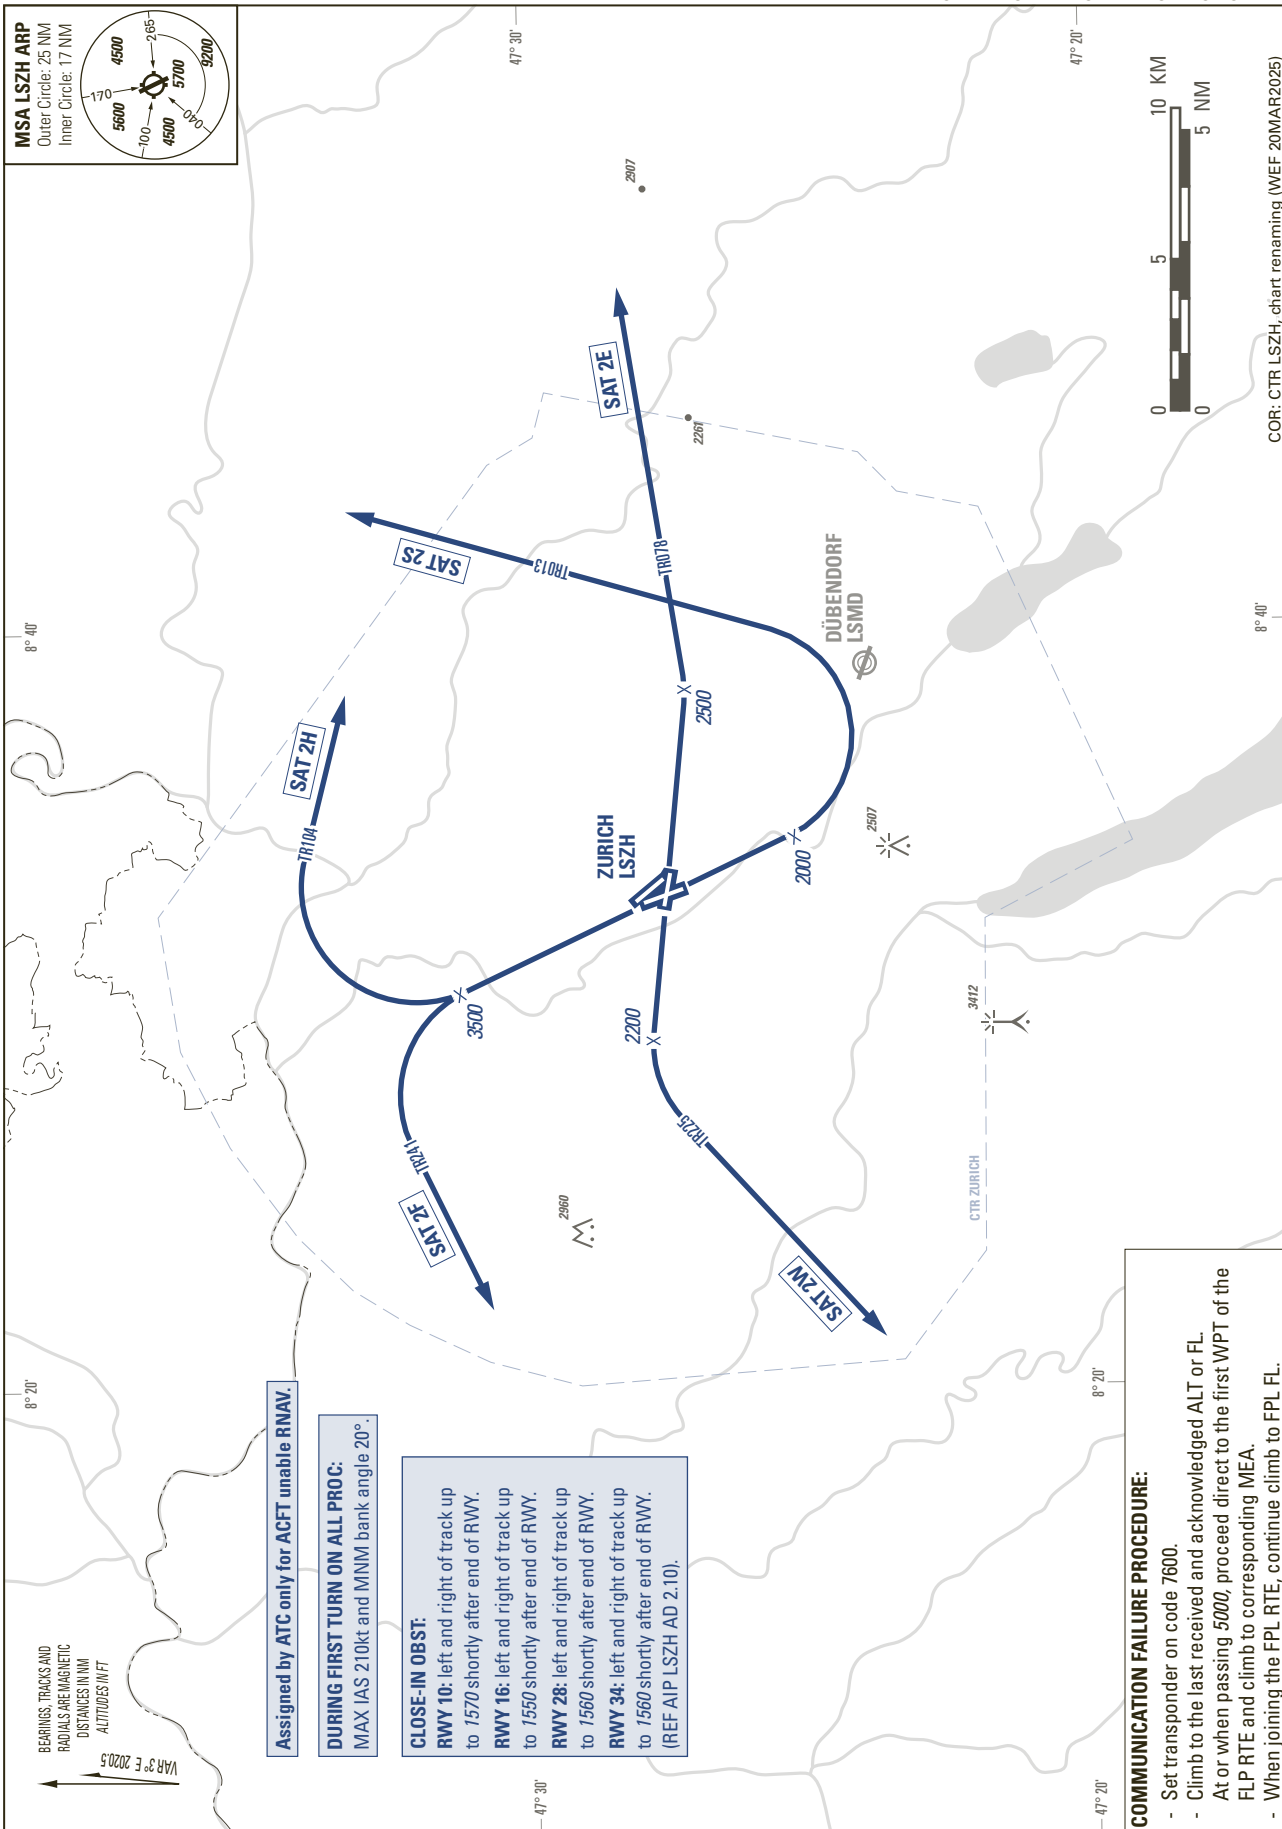 BEARINGS, TRACKS AND
RADIALS ARE MAGNETIC
DISTANCES IN NM
ALTITUDES IN FT
VAR 3° E 2020.5
8° 20'
8° 40'
MSA LSZH ARP
Outer Circle: 25 NM
Inner Circle: 17 NM
170
265
100
040
5600
4500
4500
5700
9200
Assigned by ATC only for ACFT unable RNAV.
DURING FIRST TURN ON ALL PROC:
MAX IAS 210kt and MNM bank angle 20°.
CLOSE-IN OBST:
RWY 10: left and right of track up
to 1570 shortly after end of RWY.
RWY 16: left and right of track up
to 1550 shortly after end of RWY.
RWY 28: left and right of track up
to 1560 shortly after end of RWY.
RWY 34: left and right of track up
to 1560 shortly after end of RWY.
(REF AIP LSZH AD 2.10).
SAT 2H
TR104
SAT 2S
TR013
SAT 2F
TR241
3500
SAT 2E
TR078
2500
ZURICH
LSZH
2200
TR225
SAT 2W
2000
DÜBENDORF
LSMD
2907
2261
2960
2507
3412
CTR ZURICH
47° 30'
47° 30'
47° 20'
47° 20'
8° 20'
8° 40'
0
5
10 KM
0
5 NM
COMMUNICATION FAILURE PROCEDURE:
- Set transponder on code 7600.
- Climb to the last received and acknowledged ALT or FL.
At or when passing 5000, proceed direct to the first WPT of the
FLP RTE and climb to corresponding MEA.
- When joining the FPL RTE, continue climb to FPL FL.
COR: CTR LSZH, chart renaming (WEF 20MAR2025)